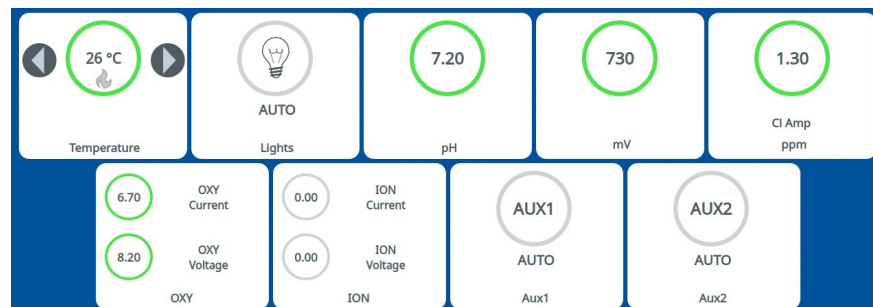 26 °C
Temperature
AUTO
Lights
7.20
pH
730
mV
1.30
Cl Amp
ppm
6.70
OXY
Current
8.20
OXY
Voltage
OXY
0.00
ION
Current
0.00
ION
Voltage
ION
AUX1
AUTO
Aux1
AUX2
AUTO
Aux2